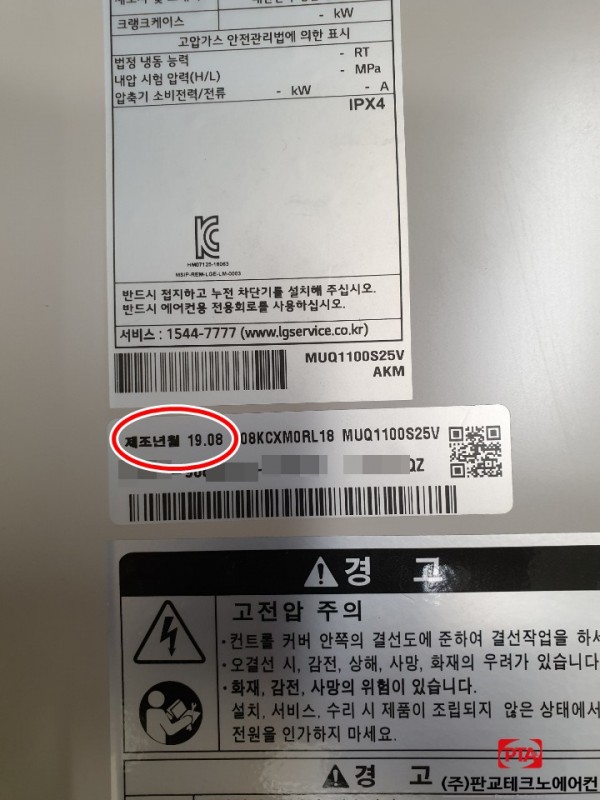 크랭크케이스 - kW
고압가스 안전관리법에 의한 표시
법정 냉동 능력 - RT
내압 시험 압력(H/L) - MPa
압축기 소비전력/전류 - kW - A
IPX4
MSIP-REM-LGE-LM-0003
반드시 접지하고 누전 차단기를 설치해 주십시오.
반드시 에어컨용 전용회로를 사용하십시오.
서비스 : 1544-7777 (www.lgservice.co.kr)
MUQ1100S25V
AKM
제조년월 19.08 08KCXM0RL18 MUQ1100S25V
QZ
경 고
고전압 주의
· 컨트롤 커버 안쪽의 결선도에 준하여 결선작업을 하세
· 오결선 시, 감전, 상해, 사망, 화재의 우려가 있습니다
· 화재, 감전, 사망의 위험이 있습니다.
설치, 서비스, 수리 시 제품이 조립되지 않은 상태에서
전원을 인가하지 마세요.
PTA
경 고
(주)판교테크노에어컨